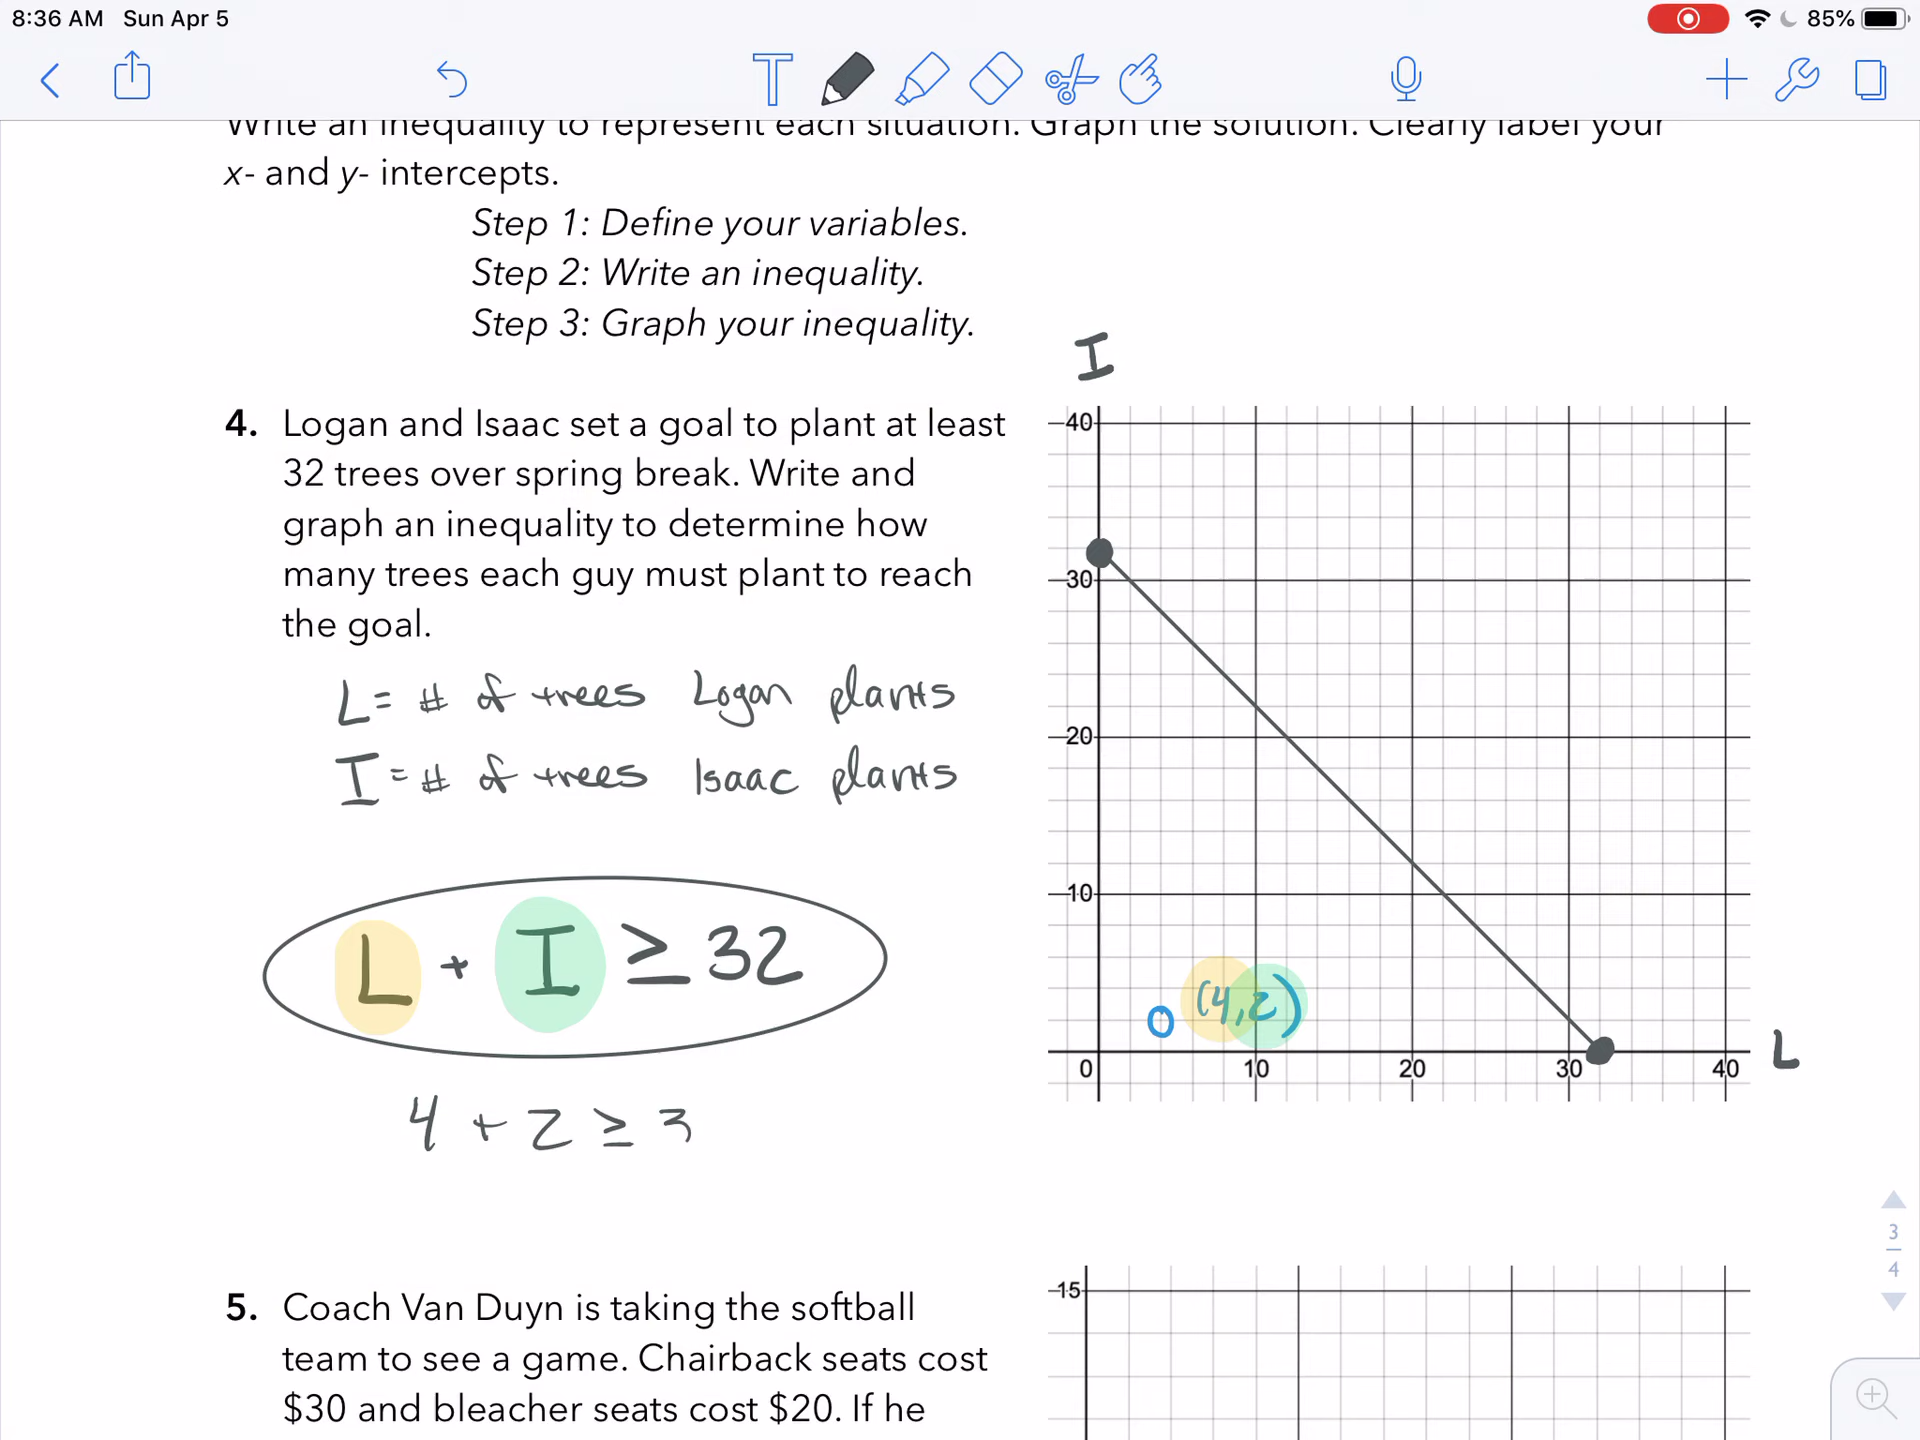 8:36 AM Sun Apr 5
85%
T
Write an inequality to represent each situation. Graph the solution. Clearly label your
x- and y- intercepts.
Step 1: Define your variables.
Step 2: Write an inequality.
Step 3: Graph your inequality.
4. Logan and Isaac set a goal to plant at least
32 trees over spring break. Write and
graph an inequality to determine how
many trees each guy must plant to reach
the goal.
L = # of trees Logan plants
I = # of trees Isaac plants
L + I ≥ 32
4 + 2 ≥ 3
I
40
30
20
10
(4,2)
0 10 20 30 40
L
3
4
5. Coach Van Duyn is taking the softball
team to see a game. Chairback seats cost
$30 and bleacher seats cost $20. If he
15